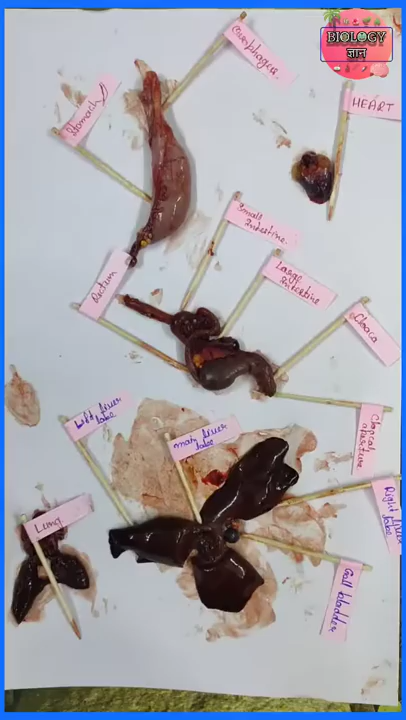 BIOLOGY
ज्ञान
Oesophagus
Stomach
HEART
Small
Intestine
Large
Intestine
Rectum
Cloaca
Cloacal
aperture
Left liver
lobe
main liver
lobe
Right liver
lobe
Lung
Gall bladder